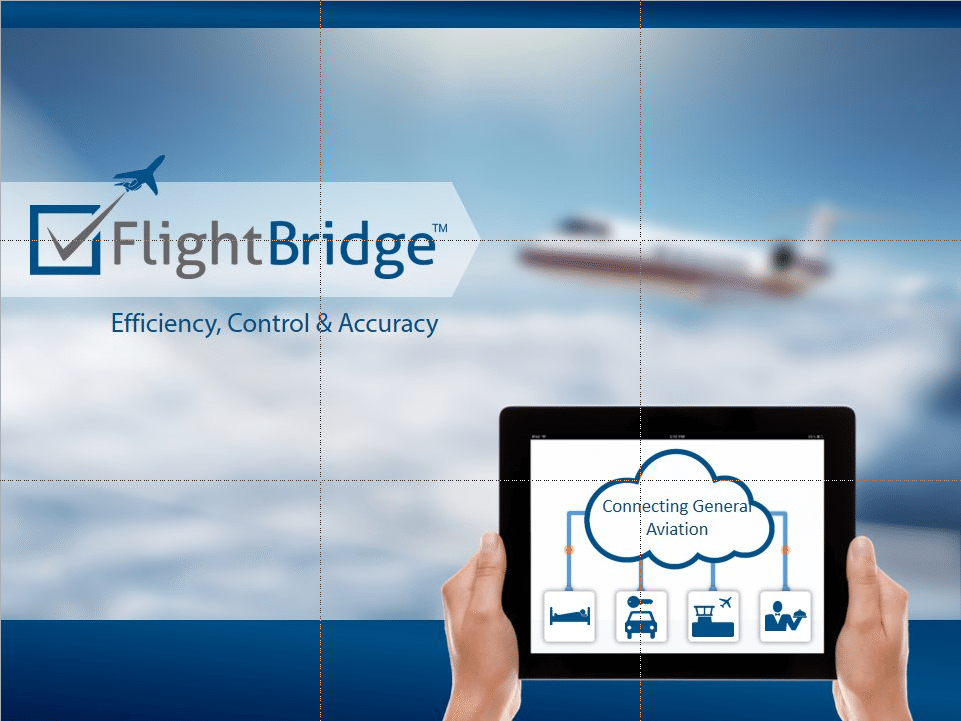 FlightBridge™
Efficiency, Control & Accuracy
Connecting General
Aviation